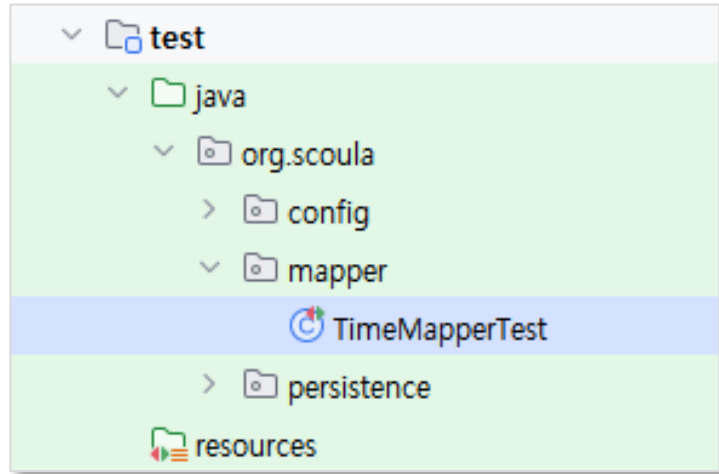 test
java
org.scoula
config
mapper
TimeMapperTest
persistence
resources